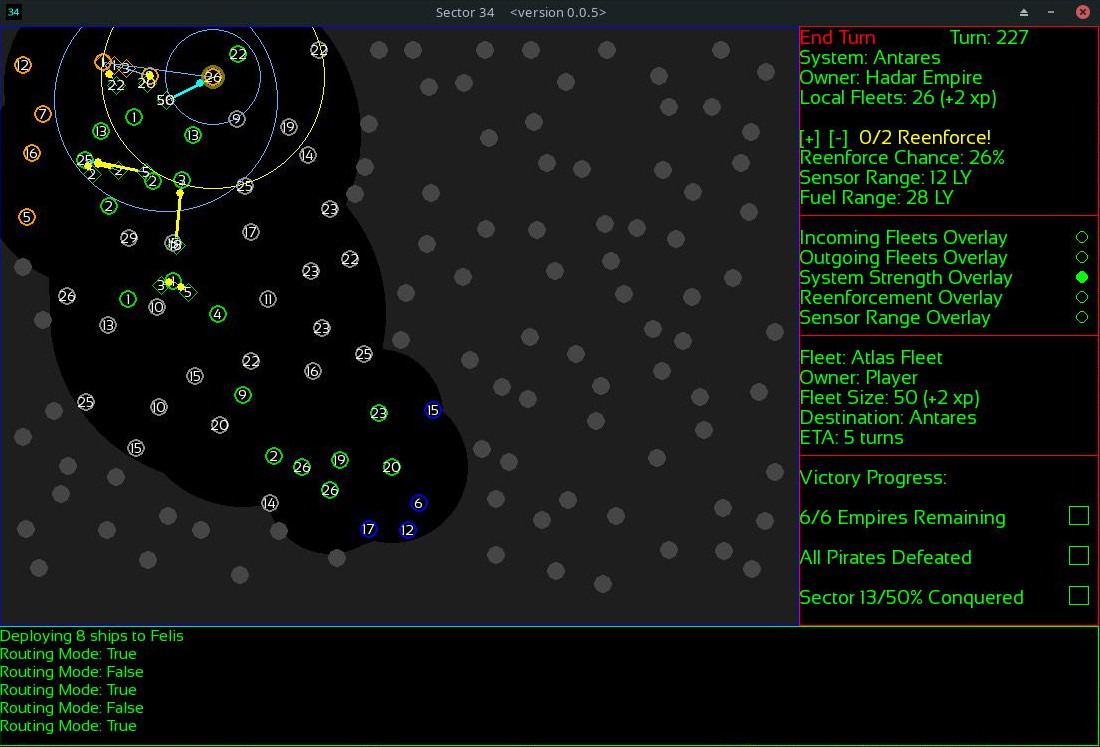 34
Sector 34 <version 0.0.5>
End Turn Turn: 227
System: Antares
Owner: Hadar Empire
Local Fleets: 26 (+2 xp)
[+] [-] 0/2 Reenforce!
Reenforce Chance: 26%
Sensor Range: 12 LY
Fuel Range: 28 LY
Incoming Fleets Overlay
Outgoing Fleets Overlay
System Strength Overlay
Reenforcement Overlay
Sensor Range Overlay
Fleet: Atlas Fleet
Owner: Player
Fleet Size: 50 (+2 xp)
Destination: Antares
ETA: 5 turns
Victory Progress:
6/6 Empires Remaining
All Pirates Defeated
Sector 13/50% Conquered
22
22
12
26
22
50
7
1
9
19
13
13
16
14
25
2
2
5
2
3
25
2
23
5
29
17
22
23
3
5
26
1
10
11
13
4
23
25
22
15
16
9
25
10
23
15
20
15
2
26
19
20
26
14
6
17
12
Deploying 8 ships to Felis
Routing Mode: True
Routing Mode: False
Routing Mode: True
Routing Mode: False
Routing Mode: True